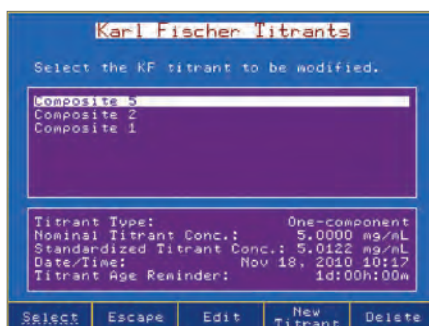 Karl Fischer Titrants
Select the KF titrant to be modified.
Composite 5
Composite 2
Composite 1
Titrant Type: One-component
Nominal Titrant Conc.: 5.0000 mg/mL
Standardized Titrant Conc.: 5.0122 mg/mL
Date/Time: Nov 18, 2010 10:17
Titrant Age Reminder: 1d:00h:00m
Select Escape Edit New Titrant Delete